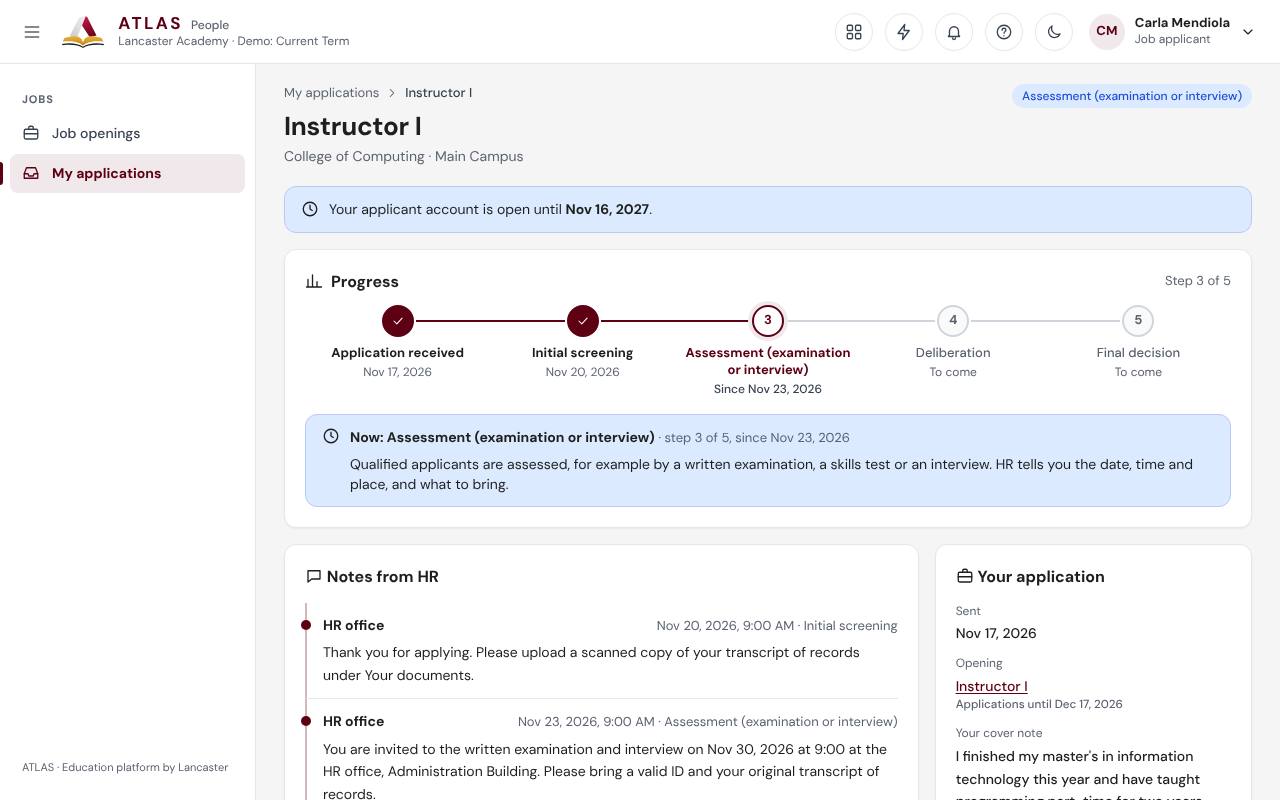 ATLAS People
Lancaster Academy · Demo: Current Term
CM
Carla Mendiola
Job applicant
JOBS
Job openings
My applications
ATLAS · Education platform by Lancaster
My applications > Instructor I
Assessment (examination or interview)
Instructor I
College of Computing · Main Campus
Your applicant account is open until Nov 16, 2027.
Progress
Step 3 of 5
3
4
5
Application received
Nov 17, 2026
Initial screening
Nov 20, 2026
Assessment (examination
or interview)
Since Nov 23, 2026
Deliberation
To come
Final decision
To come
Now: Assessment (examination or interview) · step 3 of 5, since Nov 23, 2026
Qualified applicants are assessed, for example by a written examination, a skills test or an interview. HR tells you the date, time and
place, and what to bring.
Notes from HR
HR office
Nov 20, 2026, 9:00 AM · Initial screening
Thank you for applying. Please upload a scanned copy of your transcript of records
under Your documents.
HR office
Nov 23, 2026, 9:00 AM · Assessment (examination or interview)
You are invited to the written examination and interview on Nov 30, 2026 at 9:00 at the
HR office, Administration Building. Please bring a valid ID and your original transcript of
records.
Your application
Sent
Nov 17, 2026
Opening
Instructor I
Applications until Dec 17, 2026
Your cover note
I finished my master's in information
technology this year and have taught
programming part-time for two years